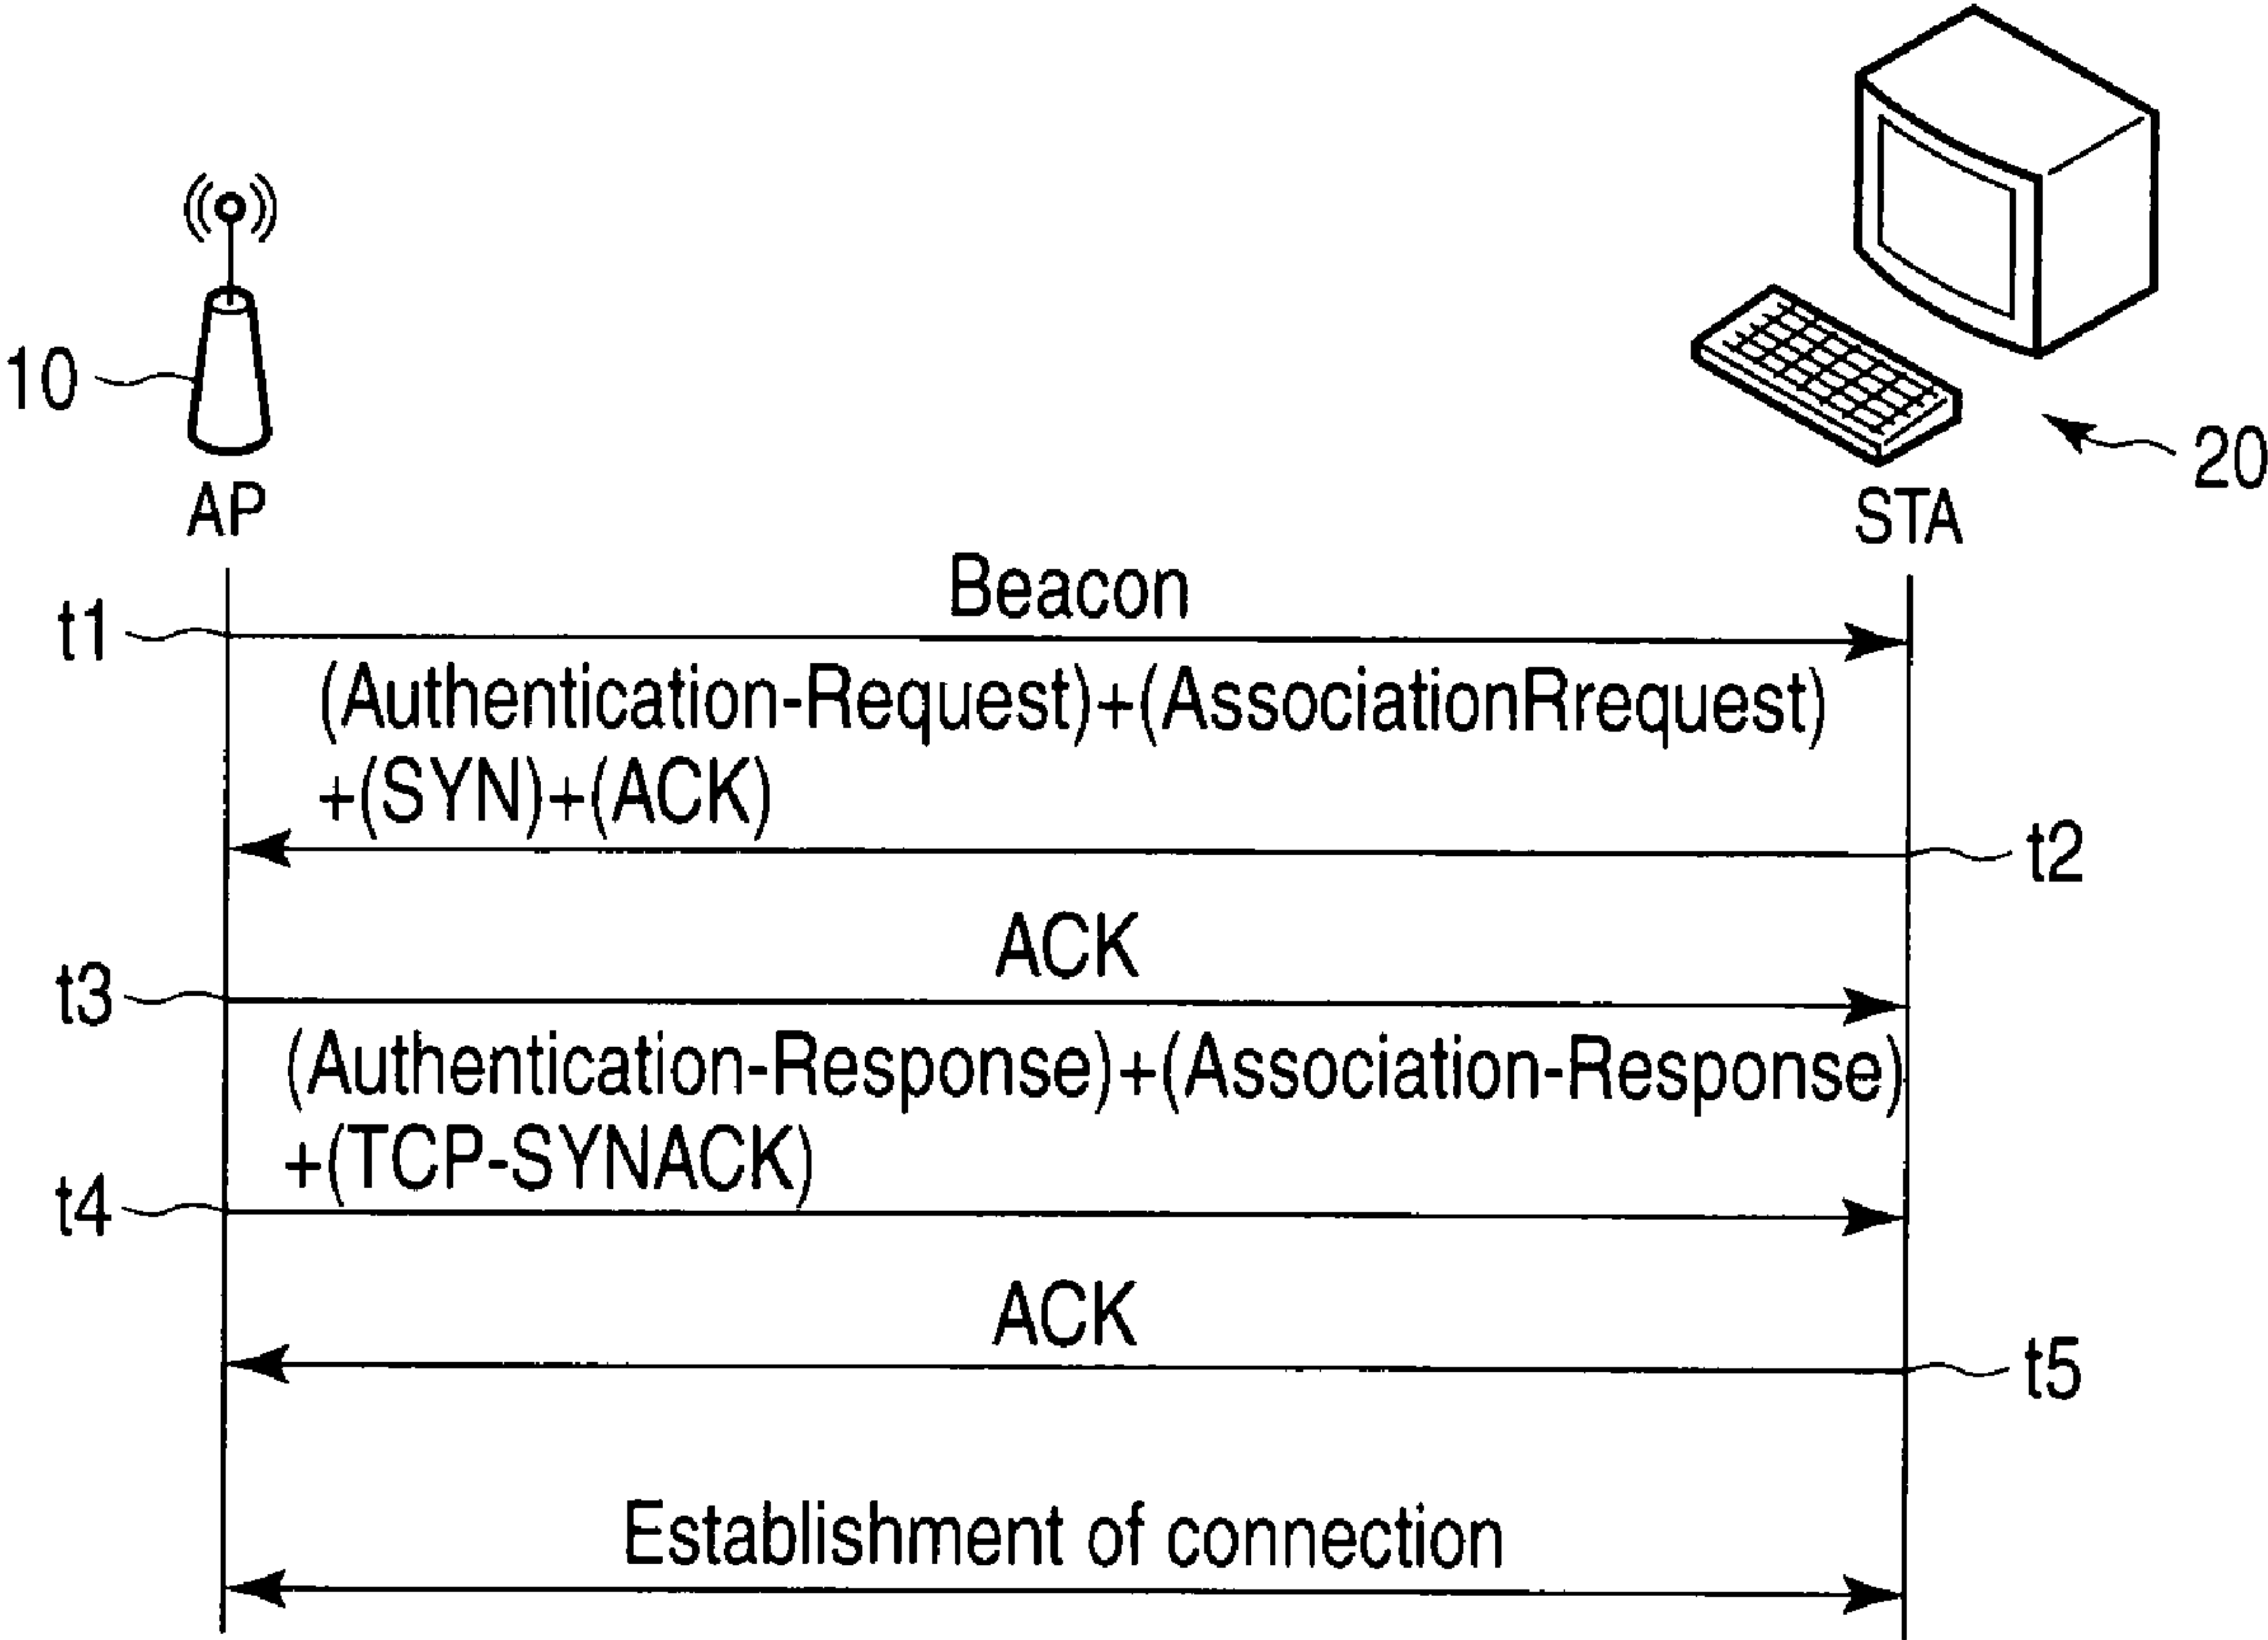 10
20
AP
STA
Beacon
t1
(Authentication-Request)+(AssociationRrequest)
+(SYN)+(ACK)
t2
ACK
t3
(Authentication-Response)+(Association-Response)
+(TCP-SYNACK)
t4
ACK
t5
Establishment of connection